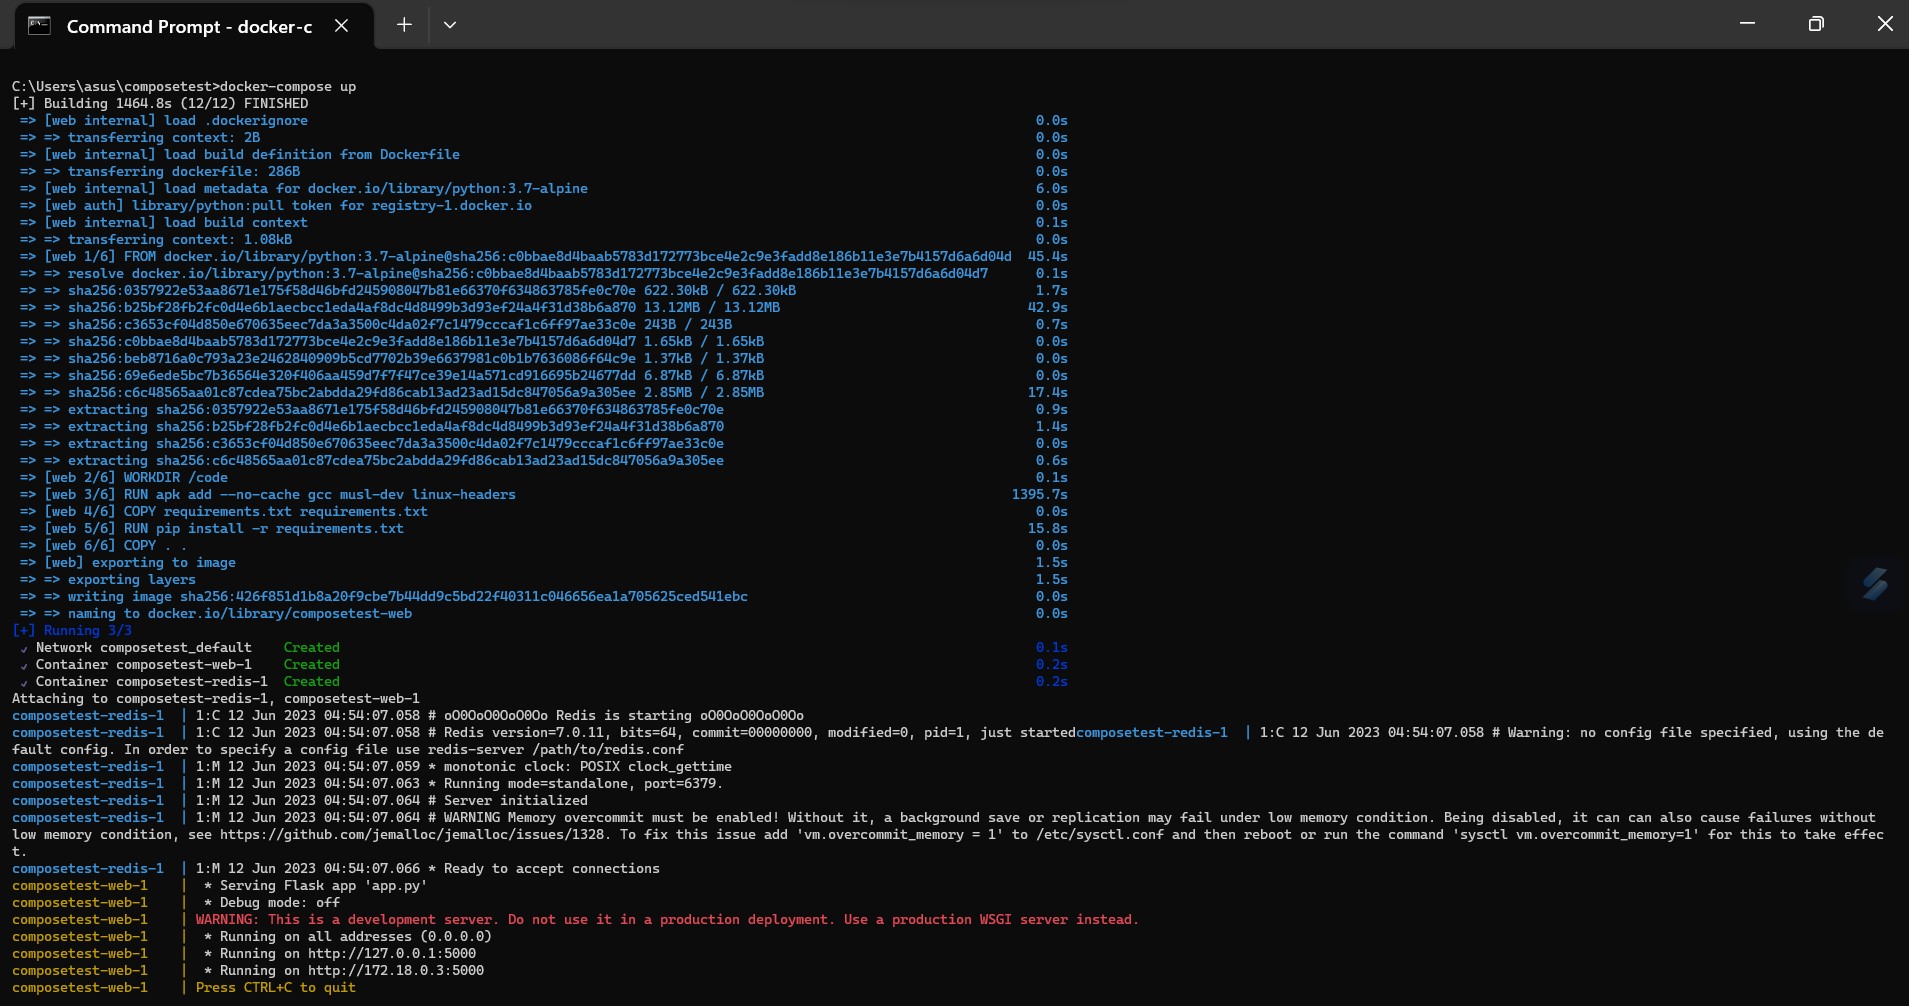 Command Prompt - docker-c
C:\Users\asus\composetest>docker-compose up
[+] Building 1464.8s (12/12) FINISHED
=> [web internal] load .dockerignore 0.0s
=> => transferring context: 2B 0.0s
=> [web internal] load build definition from Dockerfile 0.0s
=> => transferring dockerfile: 286B 0.0s
=> [web internal] load metadata for docker.io/library/python:3.7-alpine 6.0s
=> [web auth] library/python:pull token for registry-1.docker.io 0.0s
=> [web internal] load build context 0.1s
=> => transferring context: 1.08kB 0.0s
=> [web 1/6] FROM docker.io/library/python:3.7-alpine@sha256:c0bbae8d4baab5783d172773bce4e2c9e3fadd8e186b11e3e7b4157d6a6d04d 45.4s
=> => resolve docker.io/library/python:3.7-alpine@sha256:c0bbae8d4baab5783d172773bce4e2c9e3fadd8e186b11e3e7b4157d6a6d04d7 0.1s
=> => sha256:0357922e53aa8671e175f58d46bfd245908047b81e66370f634863785fe0c70e 622.30kB / 622.30kB 1.7s
=> => sha256:b25bf28fb2fc0d4e6b1aecbcc1eda4af8dc4d8499b3d93ef24a4f31d38b6a870 13.12MB / 13.12MB 42.9s
=> => sha256:c3653cf04d850e670635eec7da3a3500c4da02f7c1479cccaf1c6ff97ae33c0e 243B / 243B 0.7s
=> => sha256:c0bbae8d4baab5783d172773bce4e2c9e3fadd8e186b11e3e7b4157d6a6d04d7 1.65kB / 1.65kB 0.0s
=> => sha256:beb8716a0c793a23e2462840909b5cd7702b39e6637981c0b1b7636086f64c9e 1.37kB / 1.37kB 0.0s
=> => sha256:69e6ede5bc7b36564e320f406aa459d7f7f47ce39e14a571cd916695b24677dd 6.87kB / 6.87kB 0.0s
=> => sha256:c6c48565aa01c87cdea75bc2abdda29fd86cab13ad23ad15dc847056a9a305ee 2.85MB / 2.85MB 17.4s
=> => extracting sha256:0357922e53aa8671e175f58d46bfd245908047b81e66370f634863785fe0c70e 0.9s
=> => extracting sha256:b25bf28fb2fc0d4e6b1aecbcc1eda4af8dc4d8499b3d93ef24a4f31d38b6a870 1.4s
=> => extracting sha256:c3653cf04d850e670635eec7da3a3500c4da02f7c1479cccaf1c6ff97ae33c0e 0.0s
=> => extracting sha256:c6c48565aa01c87cdea75bc2abdda29fd86cab13ad23ad15dc847056a9a305ee 0.6s
=> [web 2/6] WORKDIR /code 0.1s
=> [web 3/6] RUN apk add --no-cache gcc musl-dev linux-headers 1395.7s
=> [web 4/6] COPY requirements.txt requirements.txt 0.0s
=> [web 5/6] RUN pip install -r requirements.txt 15.8s
=> [web 6/6] COPY . . 0.0s
=> [web] exporting to image 1.5s
=> => exporting layers 1.5s
=> => writing image sha256:426f851d1b8a20f9cbe7b44dd9c5bd22f40311c046656ea1a705625ced541ebc 0.0s
=> => naming to docker.io/library/composetest-web 0.0s
[+] Running 3/3
✓ Network composetest_default Created 0.1s
✓ Container composetest-web-1 Created 0.2s
✓ Container composetest-redis-1 Created 0.2s
Attaching to composetest-redis-1, composetest-web-1
composetest-redis-1 | 1:C 12 Jun 2023 04:54:07.058 # oO0OoO0OoO0Oo Redis is starting oO0OoO0OoO0Oo
composetest-redis-1 | 1:C 12 Jun 2023 04:54:07.058 # Redis version=7.0.11, bits=64, commit=00000000, modified=0, pid=1, just startedcomposetest-redis-1 | 1:C 12 Jun 2023 04:54:07.058 # Warning: no config file specified, using the de
fault config. In order to specify a config file use redis-server /path/to/redis.conf
composetest-redis-1 | 1:M 12 Jun 2023 04:54:07.059 * monotonic clock: POSIX clock_gettime
composetest-redis-1 | 1:M 12 Jun 2023 04:54:07.063 * Running mode=standalone, port=6379.
composetest-redis-1 | 1:M 12 Jun 2023 04:54:07.064 # Server initialized
composetest-redis-1 | 1:M 12 Jun 2023 04:54:07.064 # WARNING Memory overcommit must be enabled! Without it, a background save or replication may fail under low memory condition. Being disabled, it can can also cause failures without
low memory condition, see https://github.com/jemalloc/jemalloc/issues/1328. To fix this issue add 'vm.overcommit_memory = 1' to /etc/sysctl.conf and then reboot or run the command 'sysctl vm.overcommit_memory=1' for this to take effec
t.
composetest-redis-1 | 1:M 12 Jun 2023 04:54:07.066 * Ready to accept connections
composetest-web-1 | * Serving Flask app 'app.py'
composetest-web-1 | * Debug mode: off
composetest-web-1 | WARNING: This is a development server. Do not use it in a production deployment. Use a production WSGI server instead.
composetest-web-1 | * Running on all addresses (0.0.0.0)
composetest-web-1 | * Running on http://127.0.0.1:5000
composetest-web-1 | * Running on http://172.18.0.3:5000
composetest-web-1 | Press CTRL+C to quit